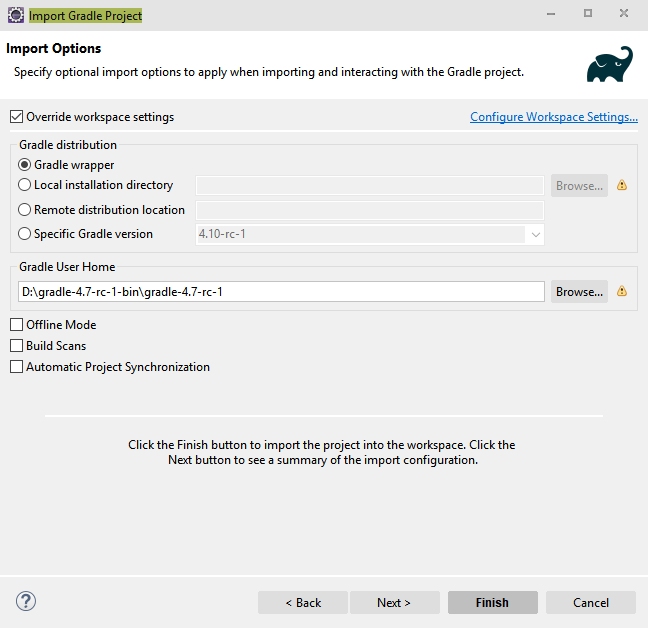 Import Gradle Project
Import Options
Specify optional import options to apply when importing and interacting with the Gradle project.
Override workspace settings
Configure Workspace Settings...
Gradle distribution
Gradle wrapper
Local installation directory
Browse...
Remote distribution location
Specific Gradle version
4.10-rc-1
Gradle User Home
D:\gradle-4.7-rc-1-bin\gradle-4.7-rc-1
Browse...
Offline Mode
Build Scans
Automatic Project Synchronization
Click the Finish button to import the project into the workspace. Click the
Next button to see a summary of the import configuration.
?
< Back
Next >
Finish
Cancel